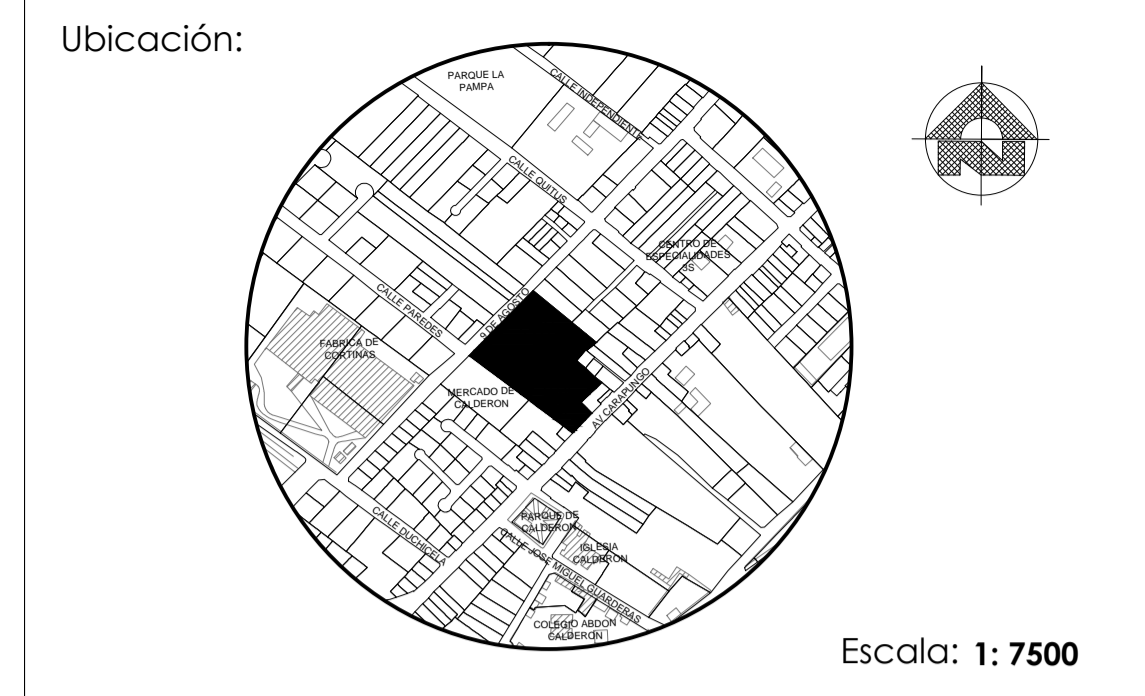 Ubicación:
PARQUE LA
PAMPA
CALLE INDEPENDIENTE
CALLE QUITUS
CENTRO DE
ESPECIALIDADES
3S
CALLE PAREDES
9 DE AGOSTO
FABRICA DE
CORTINAS
MERCADO DE
CALDERON
AV. CARAPUNGO
PARQUE DE
CALDERON
CALLE DUCHICELA
CALLE JOSE MIGUEL GUARDERAS
IGLESIA
CALDERON
COLEGIO ABDON
CALDERON
Escala: 1: 7500